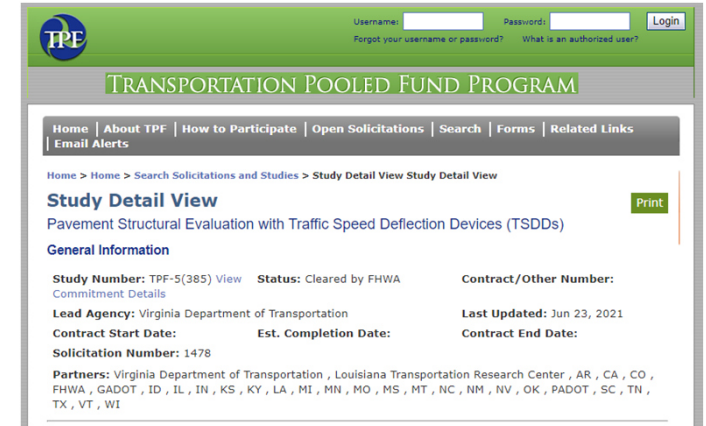 Username: Password: Login
Forgot your username or password? What is an authorized user?
TPF
TRANSPORTATION POOLED FUND PROGRAM
Home | About TPF | How to Participate | Open Solicitations | Search | Forms | Related Links
| Email Alerts
Home > Home > Search Solicitations and Studies > Study Detail View Study Detail View
Study Detail View
Print
Pavement Structural Evaluation with Traffic Speed Deflection Devices (TSDDs)
General Information
Study Number: TPF-5(385) View Status: Cleared by FHWA Contract/Other Number:
Commitment Details
Lead Agency: Virginia Department of Transportation Last Updated: Jun 23, 2021
Contract Start Date: Est. Completion Date: Contract End Date:
Solicitation Number: 1478
Partners: Virginia Department of Transportation , Louisiana Transportation Research Center , AR , CA , CO ,
FHWA , GADOT , ID , IL , IN , KS , KY , LA , MI , MN , MO , MS , MT , NC , NM , NV , OK , PADOT , SC , TN ,
TX , VT , WI